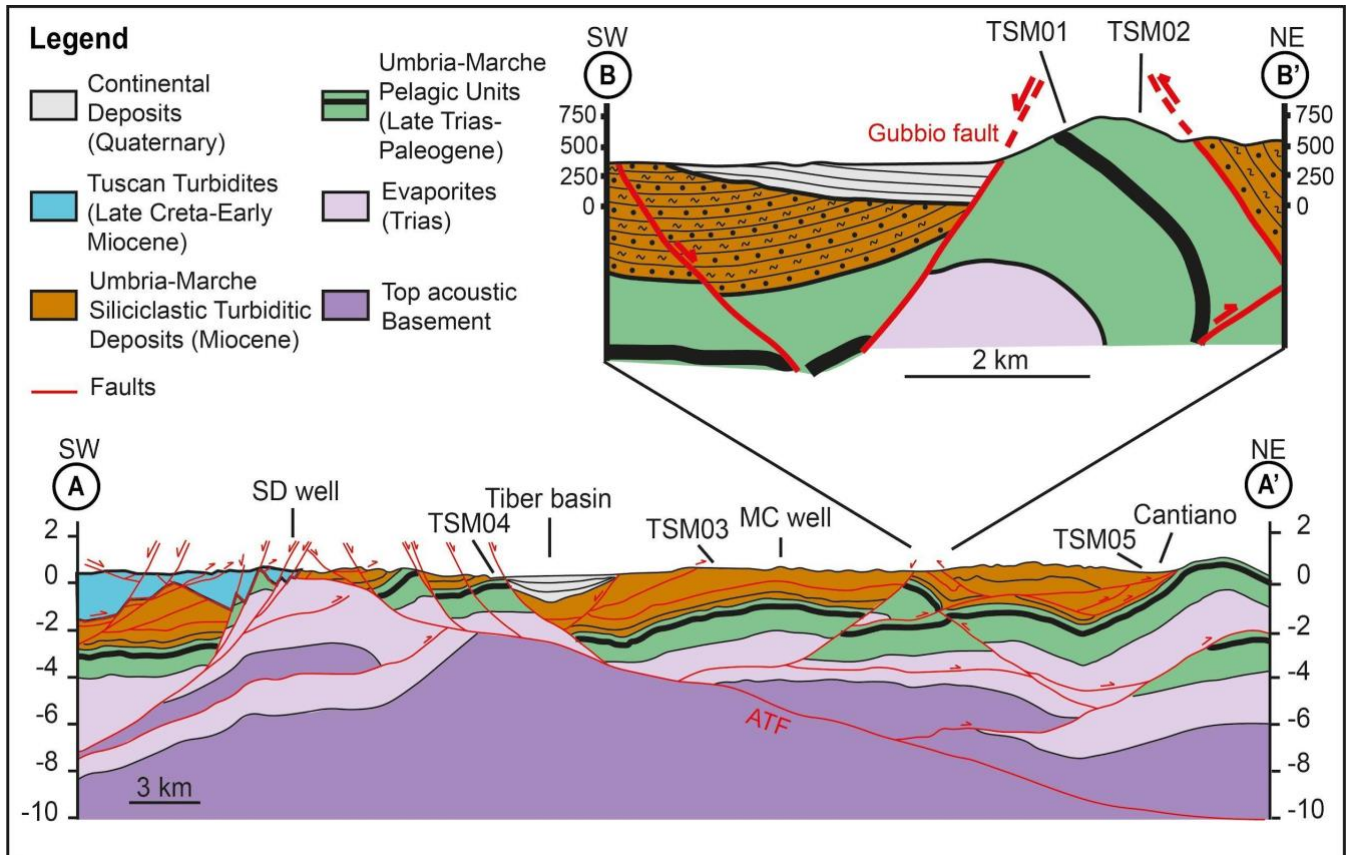 Legend
Continental
Deposits
(Quaternary)
Tuscan Turbidites
(Late Creta-Early
Miocene)
Umbria-Marche
Siliciclastic Turbiditic
Deposits (Miocene)
Faults
Umbria-Marche
Pelagic Units
(Late Trias-
Paleogene)
Evaporites
(Trias)
Top acoustic
Basement
TSM01 TSM02
SW NE
B B'
Gubbio fault
750 750
500 500
250 250
0 0
2 km
SW NE
A A'
SD well
TSM04
Tiber basin
TSM03
MC well
TSM05
Cantiano
2 2
0 0
-2 -2
-4 -4
-6 -6
-8 -8
-10 -10
ATF
3 km